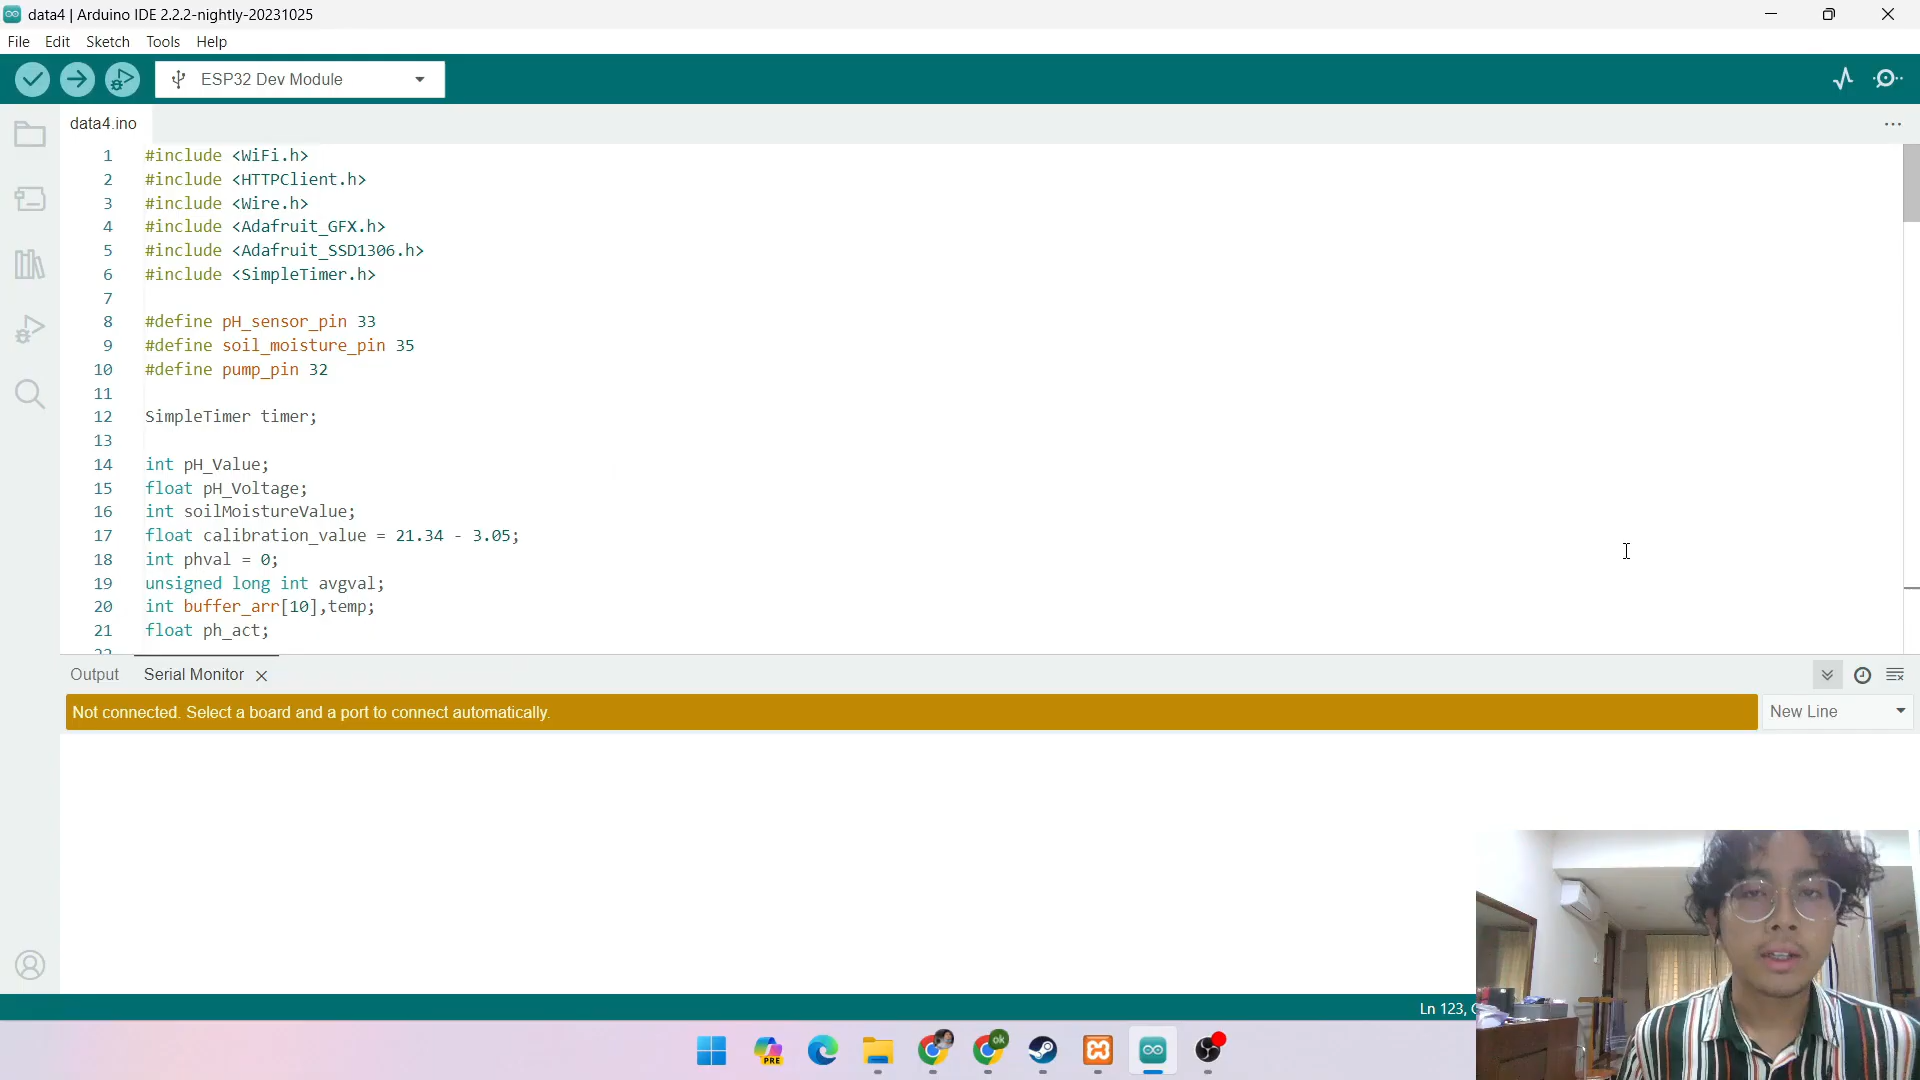 data4 | Arduino IDE 2.2.2-nightly-20231025
File Edit Sketch Tools Help
ESP32 Dev Module
data4.ino
1 #include <WiFi.h>
2 #include <HTTPClient.h>
3 #include <Wire.h>
4 #include <Adafruit_GFX.h>
5 #include <Adafruit_SSD1306.h>
6 #include <SimpleTimer.h>
7
8 #define pH_sensor_pin 33
9 #define soil_moisture_pin 35
10 #define pump_pin 32
11
12 SimpleTimer timer;
13
14 int pH_Value;
15 float pH_Voltage;
16 int soilMoistureValue;
17 float calibration_value = 21.34 - 3.05;
18 int phval = 0;
19 unsigned long int avgval;
20 int buffer_arr[10],temp;
21 float ph_act;
Output Serial Monitor
Not connected. Select a board and a port to connect automatically.
New Line
Ln 123,
PRE
ok